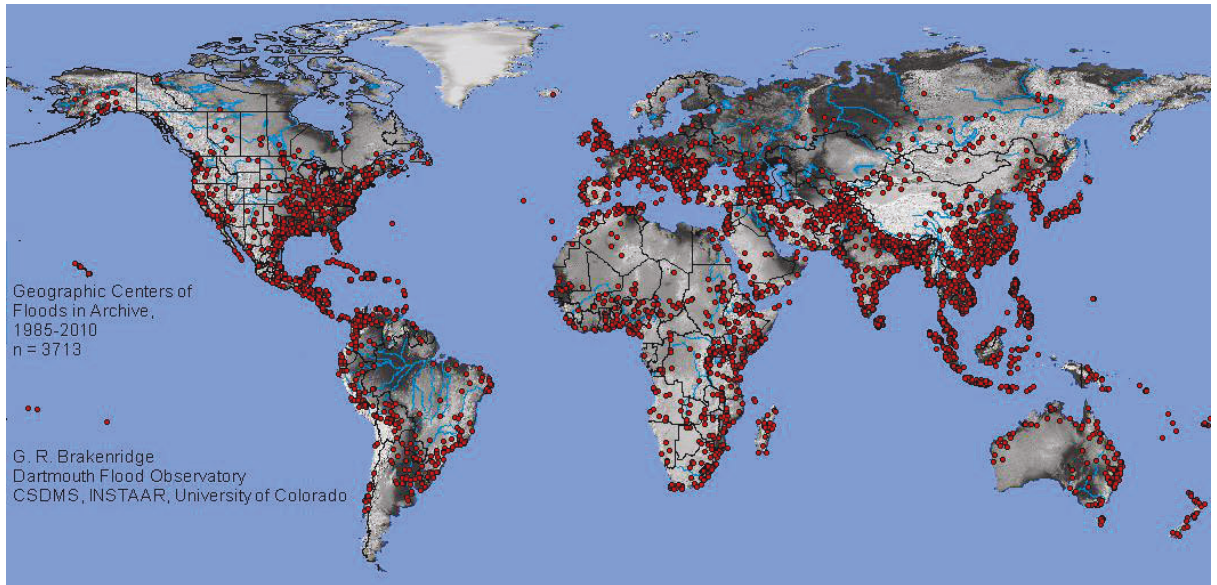 Geographic Centers of
Floods in Archive,
1985-2010
n = 3713
G. R. Brakenridge
Dartmouth Flood Observatory
CSDMS, INSTAAR, University of Colorado